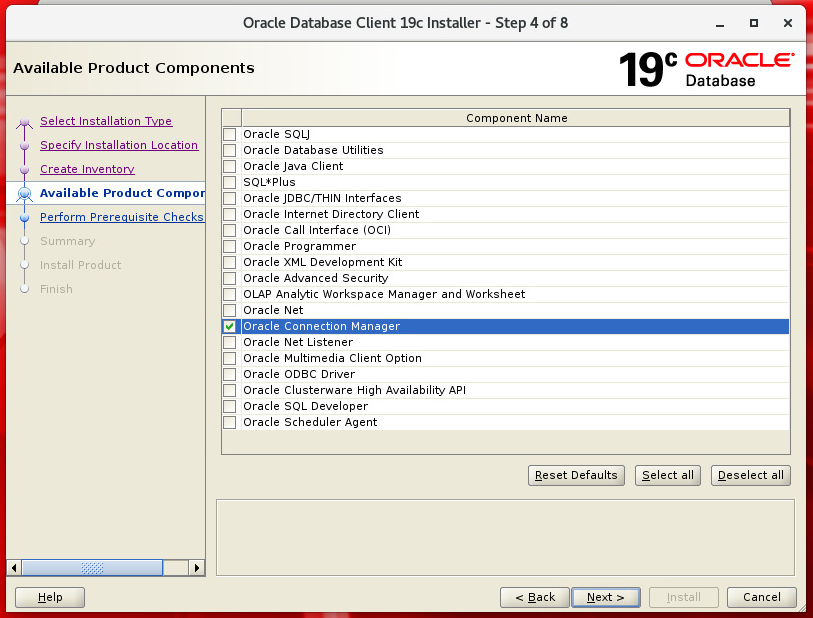 Oracle Database Client 19c Installer - Step 4 of 8
Available Product Components
19c ORACLE
Database
Select Installation Type
Specify Installation Location
Create Inventory
Available Product Compor
Perform Prerequisite Checks
Summary
Install Product
Finish
Component Name
Oracle SQLJ
Oracle Database Utilities
Oracle Java Client
SQL*Plus
Oracle JDBC/THIN Interfaces
Oracle Internet Directory Client
Oracle Call Interface (OCI)
Oracle Programmer
Oracle XML Development Kit
Oracle Advanced Security
OLAP Analytic Workspace Manager and Worksheet
Oracle Net
Oracle Connection Manager
Oracle Net Listener
Oracle Multimedia Client Option
Oracle ODBC Driver
Oracle Clusterware High Availability API
Oracle SQL Developer
Oracle Scheduler Agent
Reset Defaults Select all Deselect all
Help < Back Next > Install Cancel